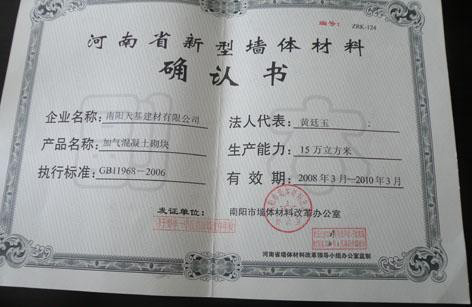 编号: ZRK-124
河南省新型墙体材料
确认书
企业名称: 南阳天基建材有限公司
法人代表: 黄廷玉
产品名称: 加气混凝土砌块
生产能力: 15万立方米
执行标准: GB11968-2006
有效期: 2008年3月—2010年3月
发证单位: 南阳市墙体材料改革办公室
河南省墙体材料改革领导小组办公室监制